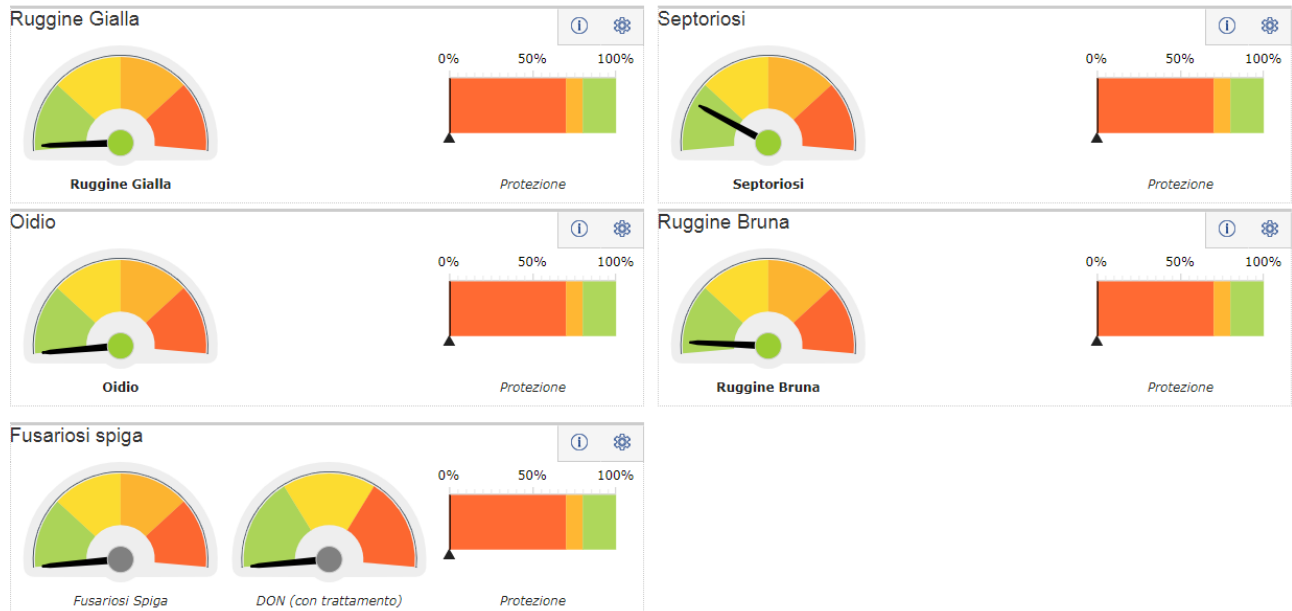 Ruggine Gialla
0% 50% 100%
Ruggine Gialla Protezione
Septoriosi
0% 50% 100%
Septoriosi Protezione
Oidio
0% 50% 100%
Oidio Protezione
Ruggine Bruna
0% 50% 100%
Ruggine Bruna Protezione
Fusariosi spiga
0% 50% 100%
Fusariosi Spiga DON (con trattamento) Protezione